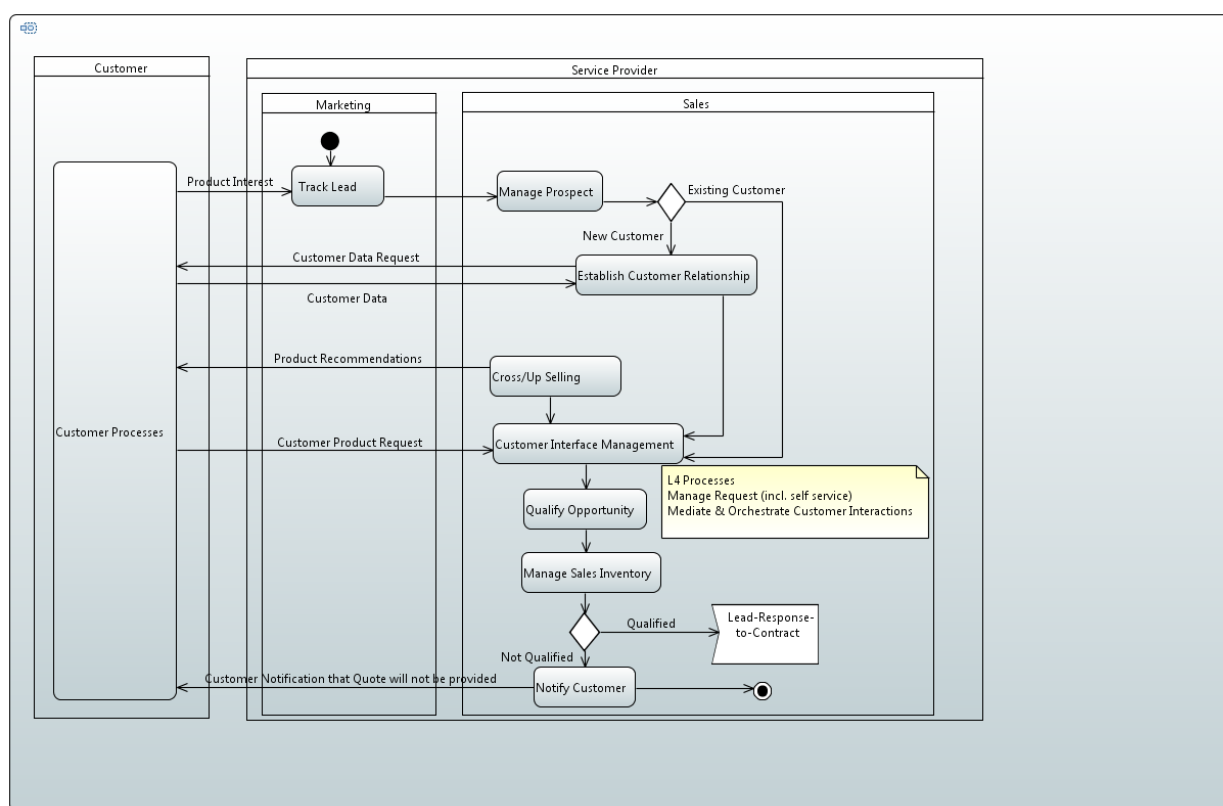 Customer
Service Provider
Marketing
Sales
Product Interest
Track Lead
Manage Prospect
Existing Customer
New Customer
Customer Data Request
Establish Customer Relationship
Customer Data
Product Recommendations
Cross/Up Selling
Customer Processes
Customer Product Request
Customer Interface Management
L4 Processes
Manage Request (incl. self service)
Mediate & Orchestrate Customer Interactions
Qualify Opportunity
Manage Sales Inventory
Qualified
Lead-Response-
to-Contract
Not Qualified
Customer Notification that Quote will not be provided
Notify Customer